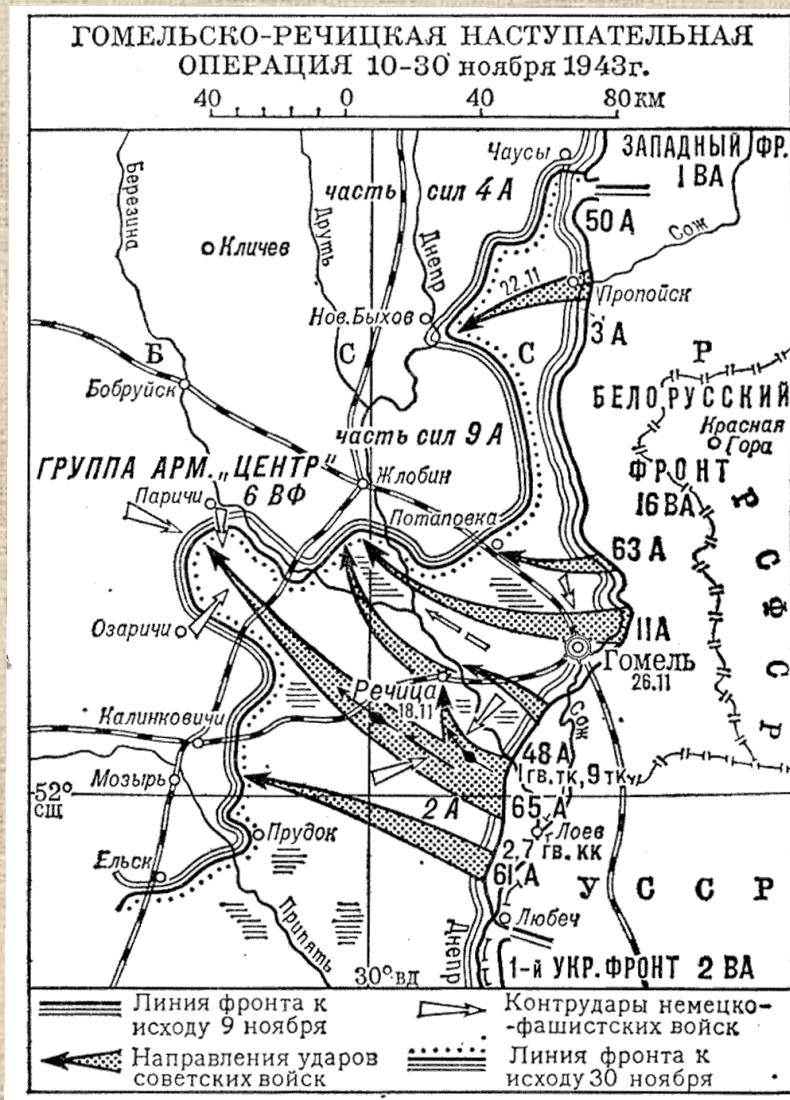 ГОМЕЛЬСКО-РЕЧИЦКАЯ НАСТУПАТЕЛЬНАЯ
ОПЕРАЦИЯ 10-30 ноября 1943г.
40 0 40 80 км
Чаусы
ЗАПАДНЫЙ ФР.
1 ВА
Березина
часть сил 4 А
Друть
Днепр
50 А
Сож
Кличев
22.11
Пропойск
Нов. Быхов
3 А
Б С С Р
Бобруйск
БЕЛОРУССКИЙ
Красная
Гора
часть сил 9 А
ФРОНТ
ГРУППА АРМ. „ЦЕНТР"
6 ВФ
Жлобин
16 ВА
Паричи
Потаповка
63 А
Р С Ф С Р
Озаричи
11 А
Гомель
26.11
Речица
18.11
Сож
Калинковичи
48 А
1 гв. тк, 9 тк
Мозырь
52°
сш
2 А
65 А
Лоев
Прудок
2,7 гв. кк
Ельск
61 А
У С С Р
Припять
Днепр
Любеч
30° вд
1-й УКР. ФРОНТ 2 ВА
Линия фронта к
исходу 9 ноября
Контрудары немецко-
-фашистских войск
Направления ударов
советских войск
Линия фронта к
исходу 30 ноября